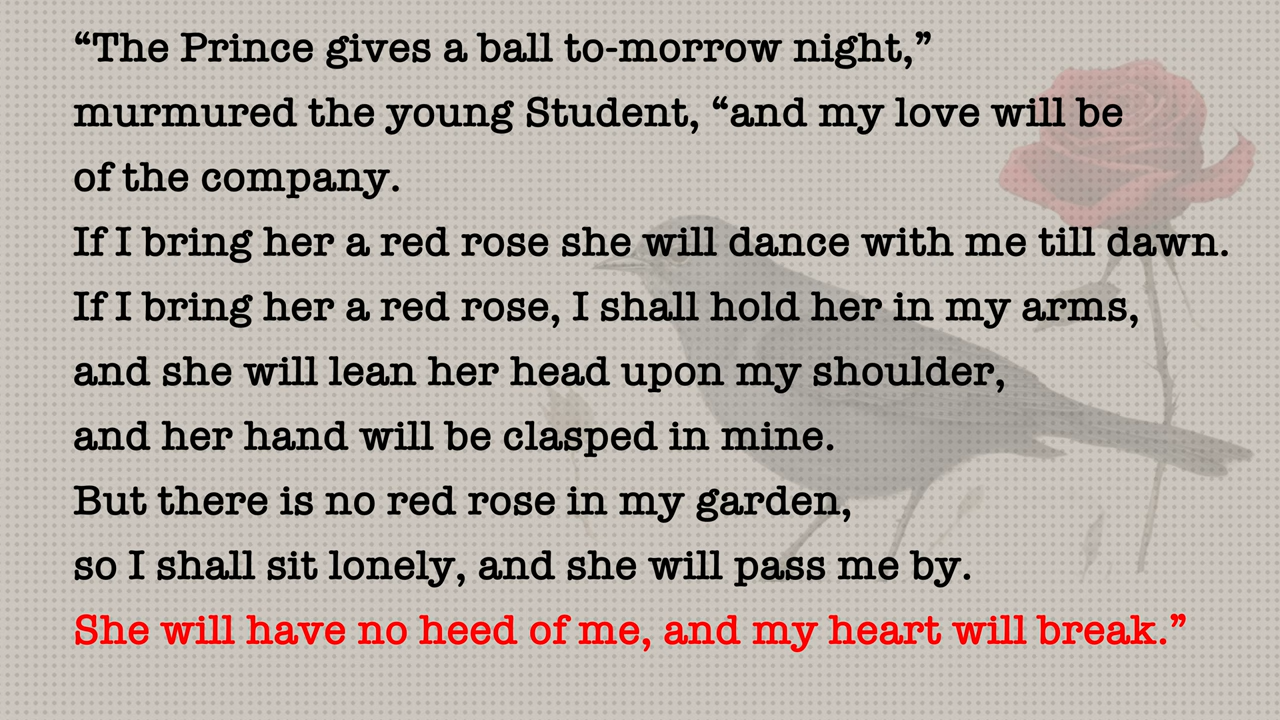 “The Prince gives a ball to-morrow night,”
murmured the young Student, “and my love will be
of the company.
If I bring her a red rose she will dance with me till dawn.
If I bring her a red rose, I shall hold her in my arms,
and she will lean her head upon my shoulder,
and her hand will be clasped in mine.
But there is no red rose in my garden,
so I shall sit lonely, and she will pass me by.
She will have no heed of me, and my heart will break.”